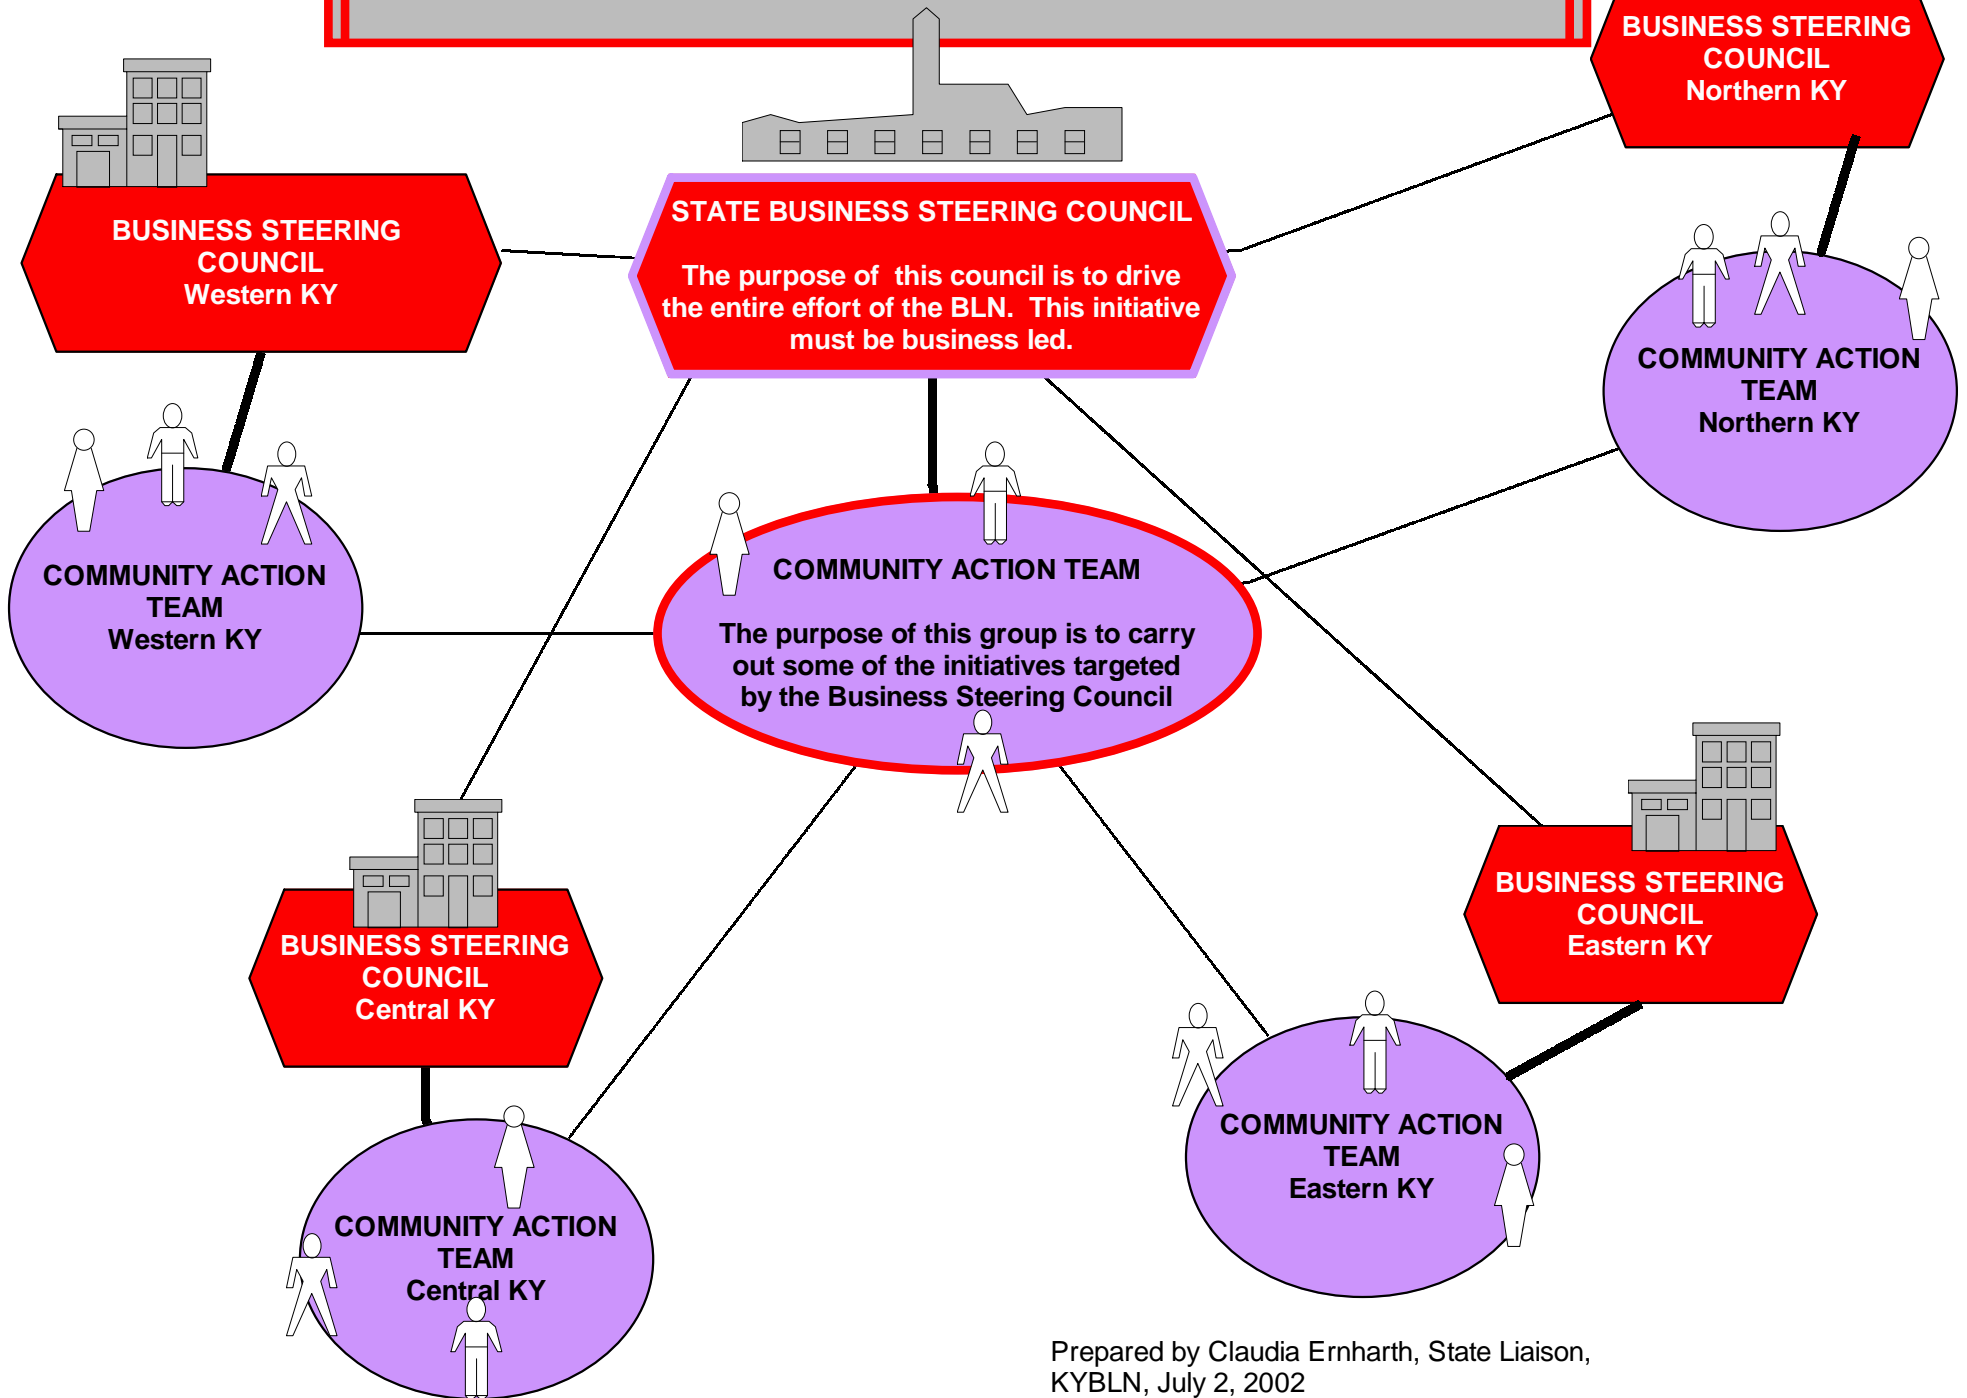 BUSINESS STEERING
COUNCIL
Northern KY
BUSINESS STEERING
COUNCIL
Western KY
STATE BUSINESS STEERING COUNCIL
The purpose of  this council is to drive
the entire effort of the BLN.  This initiative
must be business led.
COMMUNITY ACTION
TEAM
Northern KY
COMMUNITY ACTION
TEAM
Western KY
COMMUNITY ACTION TEAM
The purpose of this group is to carry
out some of the initiatives targeted
by the Business Steering Council
BUSINESS STEERING
COUNCIL
Eastern KY
BUSINESS STEERING
COUNCIL
Central KY
COMMUNITY ACTION
TEAM
Eastern KY
COMMUNITY ACTION
TEAM
Central KY
Prepared by Claudia Ernharth, State Liaison,
KYBLN, July 2, 2002